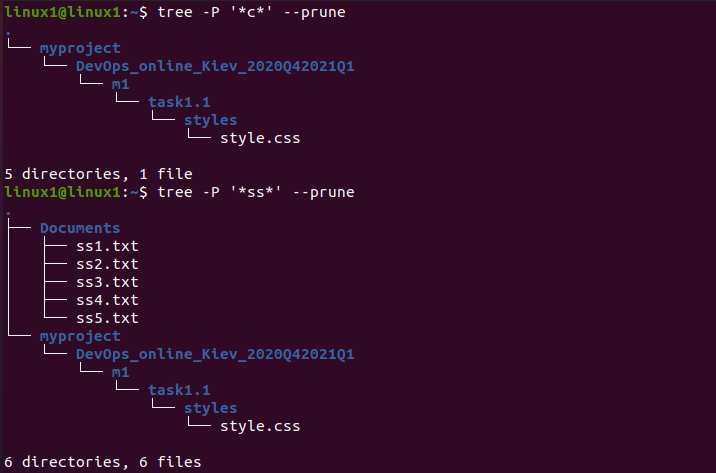 linux1@linux1:~$ tree -P '*c*' --prune
.
└── myproject
    └── DevOps_online_Kiev_2020Q42021Q1
        └── m1
            └── task1.1
                └── styles
                    └── style.css

5 directories, 1 file
linux1@linux1:~$ tree -P '*ss*' --prune
.
├── Documents
│   ├── ss1.txt
│   ├── ss2.txt
│   ├── ss3.txt
│   ├── ss4.txt
│   └── ss5.txt
└── myproject
    └── DevOps_online_Kiev_2020Q42021Q1
        └── m1
            └── task1.1
                └── styles
                    └── style.css

6 directories, 6 files